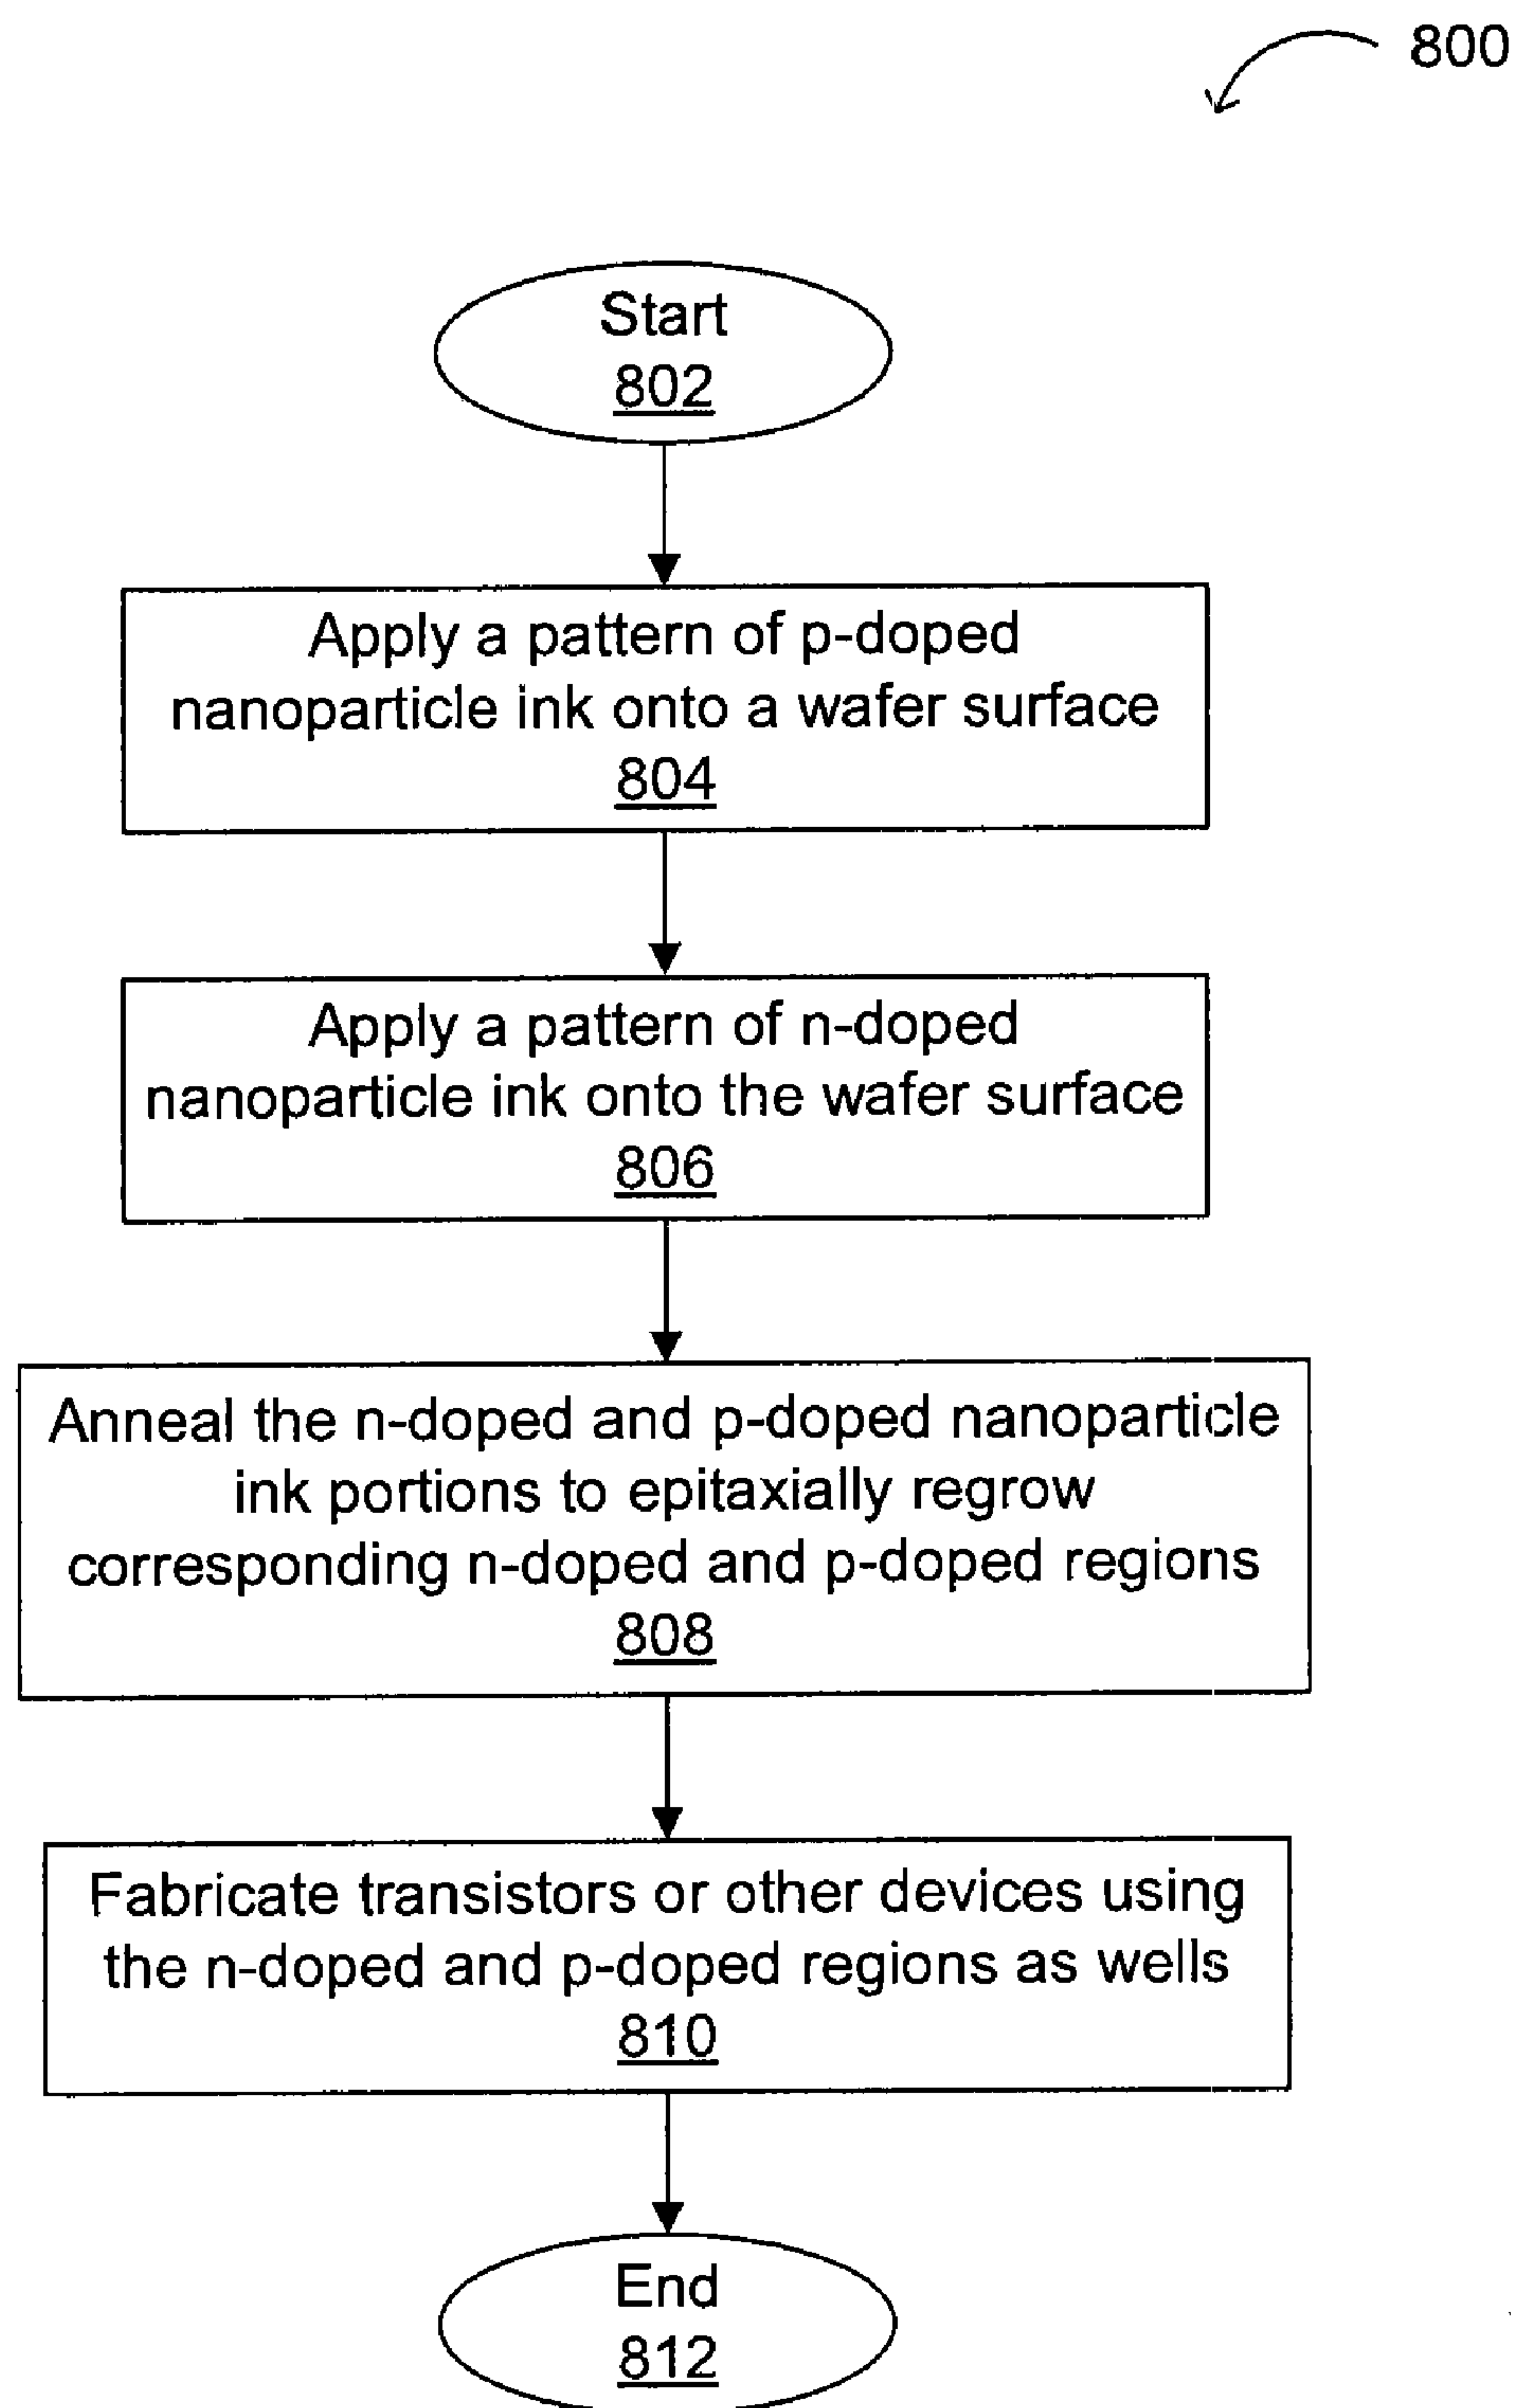 800
Start
802
Apply a pattern of p-doped
nanoparticle ink onto a wafer surface
804
Apply a pattern of n-doped
nanoparticle ink onto the wafer surface
806
Anneal the n-doped and p-doped nanoparticle
ink portions to epitaxially regrow
corresponding n-doped and p-doped regions
808
Fabricate transistors or other devices using
the n-doped and p-doped regions as wells
810
End
812